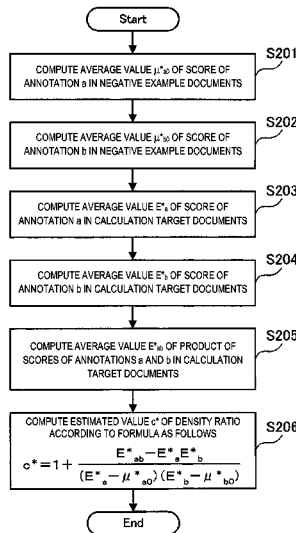 Start
S201
COMPUTE AVERAGE VALUE μ*a0 OF SCORE OF
ANNOTATION a IN NEGATIVE EXAMPLE DOCUMENTS
S202
COMPUTE AVERAGE VALUE μ*b0 OF SCORE OF
ANNOTATION b IN NEGATIVE EXAMPLE DOCUMENTS
S203
COMPUTE AVERAGE VALUE E*a OF SCORE OF
ANNOTATION a IN CALCULATION TARGET DOCUMENTS
S204
COMPUTE AVERAGE VALUE E*b OF SCORE OF
ANNOTATION b IN CALCULATION TARGET DOCUMENTS
S205
COMPUTE AVERAGE VALUE E*ab OF PRODUCT OF
SCORES OF ANNOTATIONS a AND b IN CALCULATION
TARGET DOCUMENTS
S206
COMPUTE ESTIMATED VALUE c* OF DENSITY RATIO
ACCORDING TO FORMULA AS FOLLOWS
c* = 1 + (E*ab − E*a E*b) / ((E*a − μ*a0)(E*b − μ*b0))
End